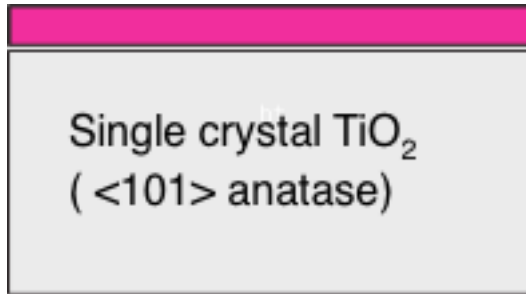 Single crystal TiO₂
( <101> anatase)